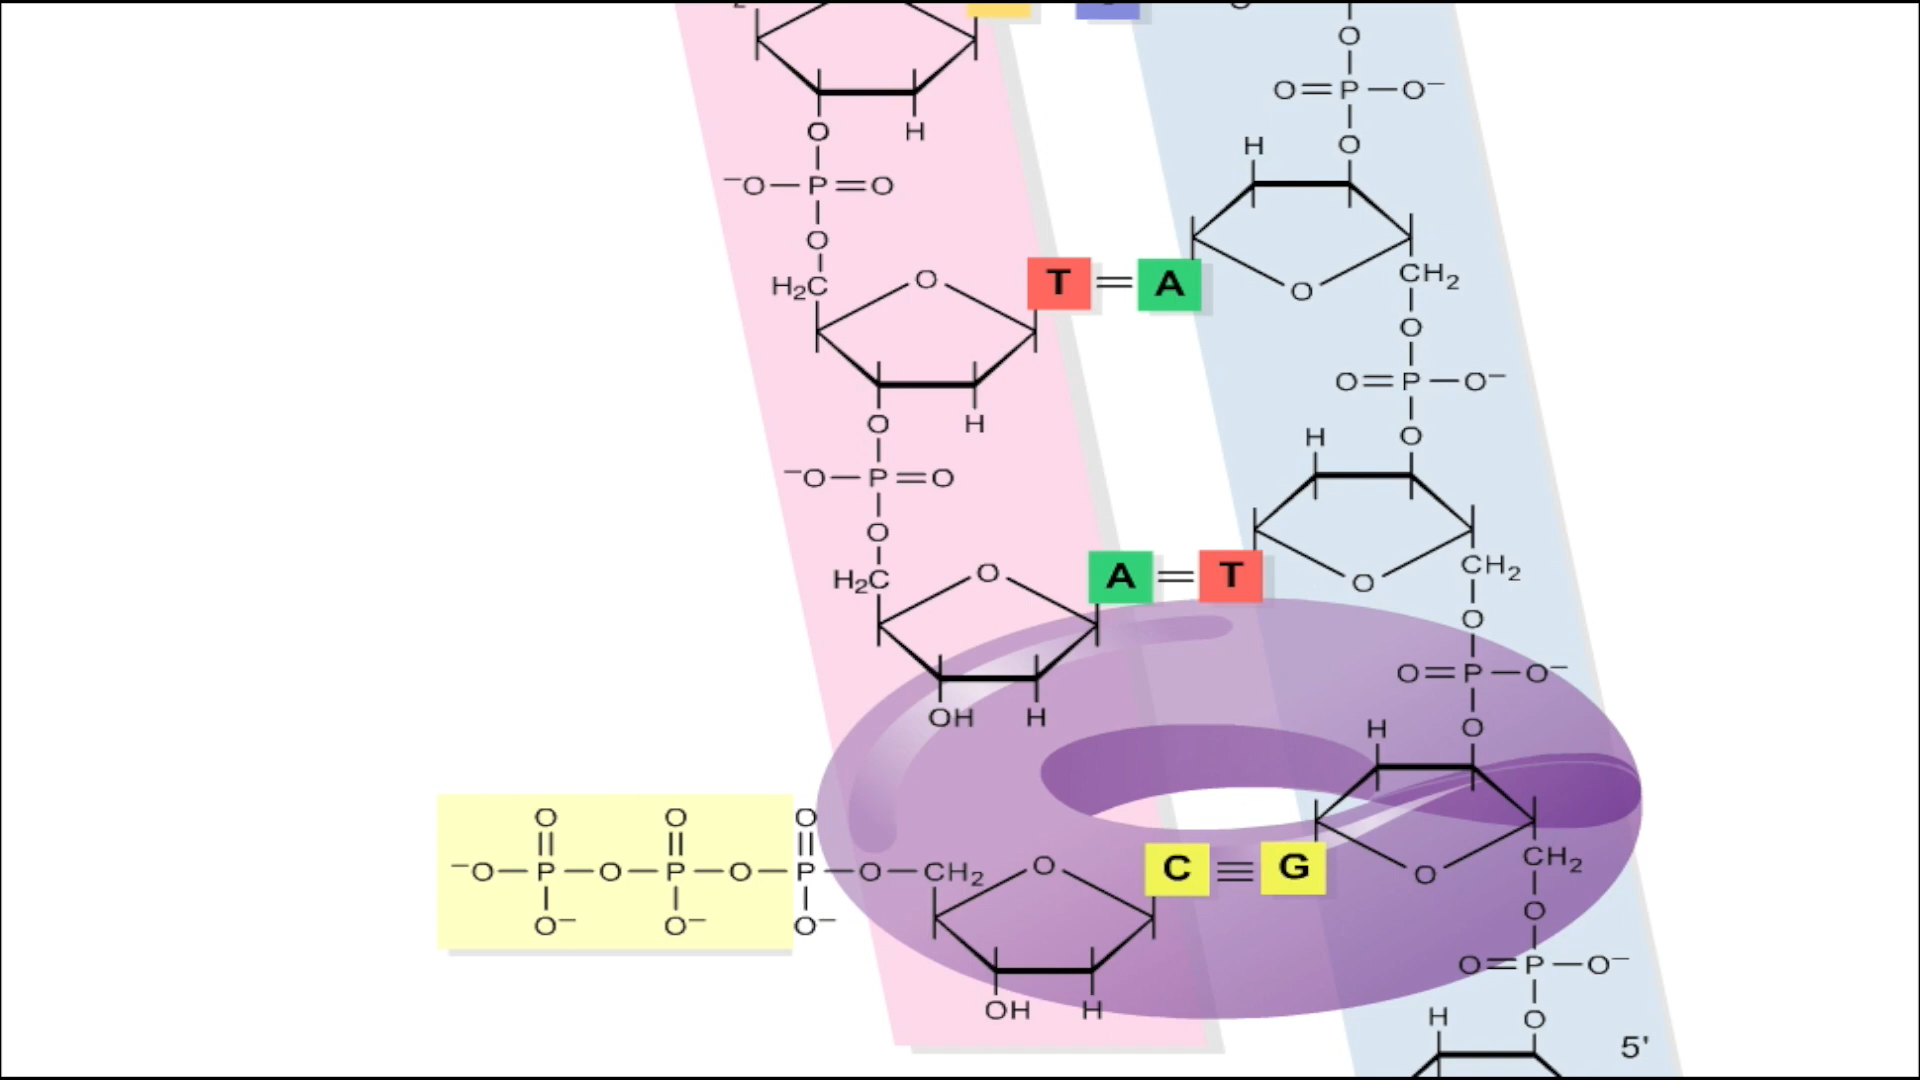 O
O=P—O⁻
O H
H O
⁻O—P=O
O
H₂C O T = A CH₂
O
O
O=P—O⁻
O H
H O
⁻O—P=O
O
H₂C O A = T CH₂
O
O
O=P—O⁻
OH H
H O
O O O
⁻O—P—O—P—O—P—O—CH₂ O C ≡ G O CH₂
O⁻ O⁻ O⁻
O
O=P—O⁻
OH H
H O
5'